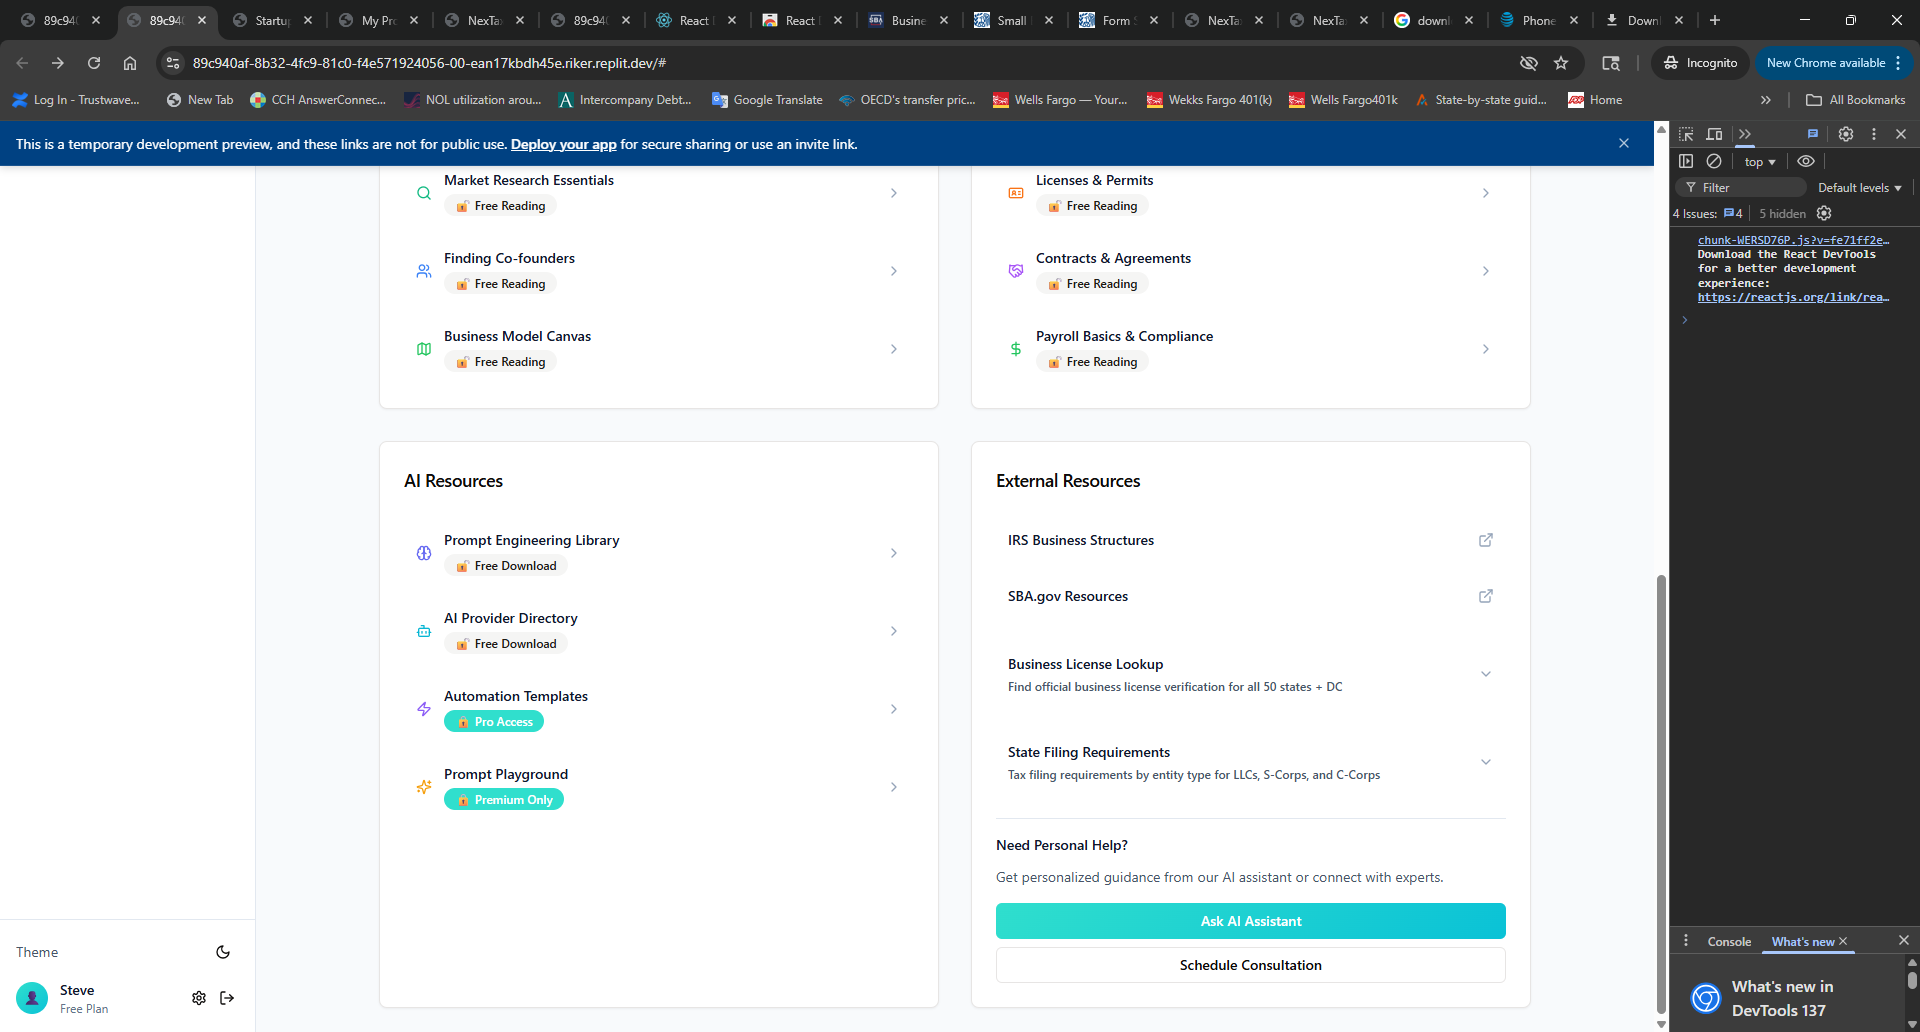 89c940
89c940
Startup
My Pr
NexTa
89c940
React
React
Busine
Small
Form S
NexTa
NexTa
downl
Phone
Downl
89c940af-8b32-4fc9-81c0-f4e571924056-00-ean17kbdh45e.riker.replit.dev/#
Incognito
New Chrome available
Log In - Trustwave...
New Tab
CCH AnswerConnec...
NOL utilization arou...
Intercompany Debt...
Google Translate
OECD's transfer pric...
Wells Fargo — Your...
Wekks Fargo 401(k)
Wells Fargo401k
State-by-state guid...
Home
All Bookmarks
This is a temporary development preview, and these links are not for public use. Deploy your app for secure sharing or use an invite link.
Market Research Essentials
Free Reading
Finding Co-founders
Free Reading
Business Model Canvas
Free Reading
Licenses & Permits
Free Reading
Contracts & Agreements
Free Reading
Payroll Basics & Compliance
Free Reading
AI Resources
Prompt Engineering Library
Free Download
AI Provider Directory
Free Download
Automation Templates
Pro Access
Prompt Playground
Premium Only
External Resources
IRS Business Structures
SBA.gov Resources
Business License Lookup
Find official business license verification for all 50 states + DC
State Filing Requirements
Tax filing requirements by entity type for LLCs, S-Corps, and C-Corps
Need Personal Help?
Get personalized guidance from our AI assistant or connect with experts.
Ask AI Assistant
Schedule Consultation
Theme
Steve
Free Plan
top
Filter
Default levels
4 Issues: 4
5 hidden
chunk-WERSD76P.js?v=fe71ff2e…
Download the React DevTools
for a better development
experience:
https://reactjs.org/link/rea…
Console
What's new
What's new in
DevTools 137